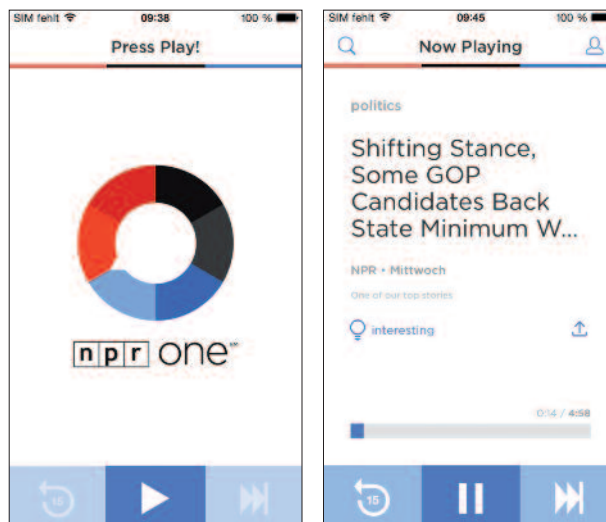 SIM fehlt 09:38 100 %
Press Play!
npr one
15
SIM fehlt 09:45 100 %
Now Playing
politics
Shifting Stance,
Some GOP
Candidates Back
State Minimum W...
NPR • Mittwoch
One of our top stories
interesting
0:14 / 4:58
15